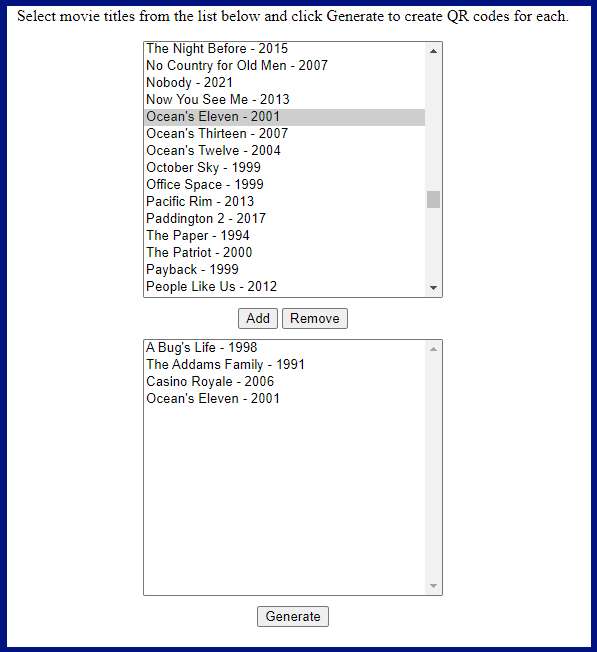 Select movie titles from the list below and click Generate to create QR codes for each.
The Night Before - 2015
No Country for Old Men - 2007
Nobody - 2021
Now You See Me - 2013
Ocean's Eleven - 2001
Ocean's Thirteen - 2007
Ocean's Twelve - 2004
October Sky - 1999
Office Space - 1999
Pacific Rim - 2013
Paddington 2 - 2017
The Paper - 1994
The Patriot - 2000
Payback - 1999
People Like Us - 2012
Add Remove
A Bug's Life - 1998
The Addams Family - 1991
Casino Royale - 2006
Ocean's Eleven - 2001
Generate